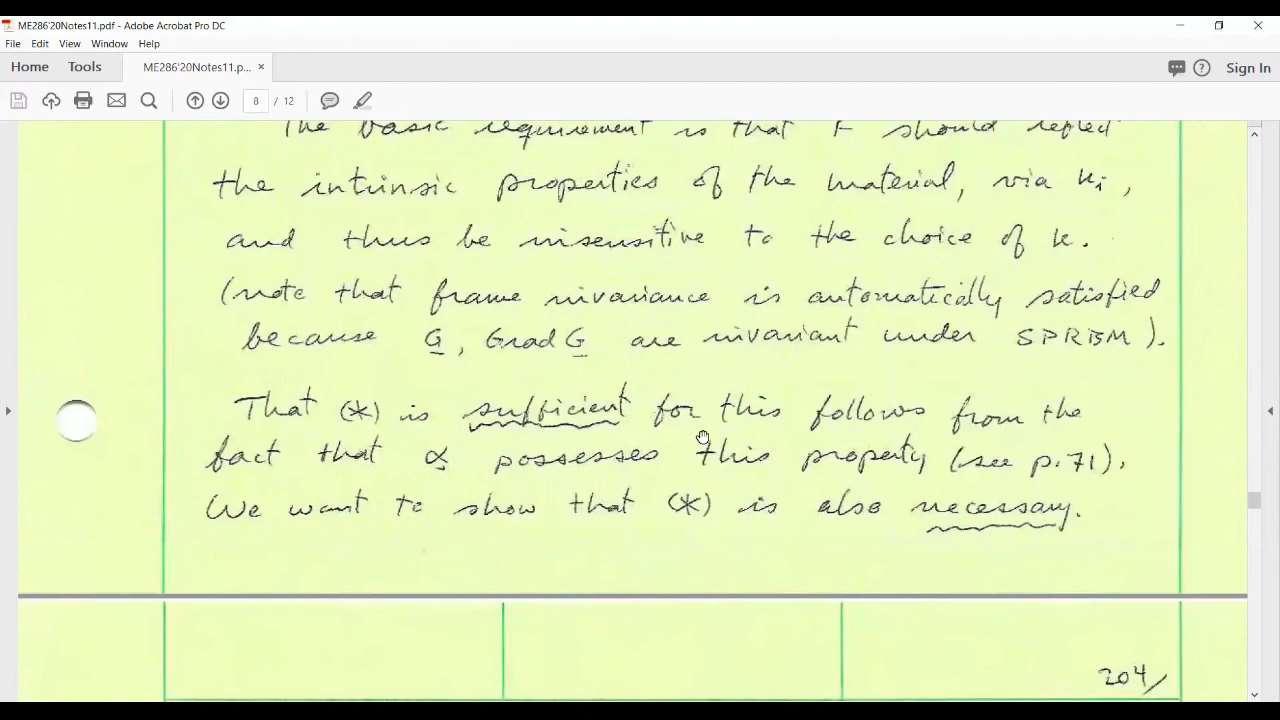 ME286'20Notes11.pdf - Adobe Acrobat Pro DC
File Edit View Window Help
Home Tools ME286'20Notes11.p... × Sign In
8 / 12
The basic requirement is that F should reflect
the intrinsic properties of the material, via κi,
and thus be insensitive to the choice of κ.
(note that frame invariance is automatically satisfied
because G, Grad G are invariant under SPRBM).
That (*) is sufficient for this follows from the
fact that α possesses this property (see p.71).
We want to show that (*) is also necessary.
204/